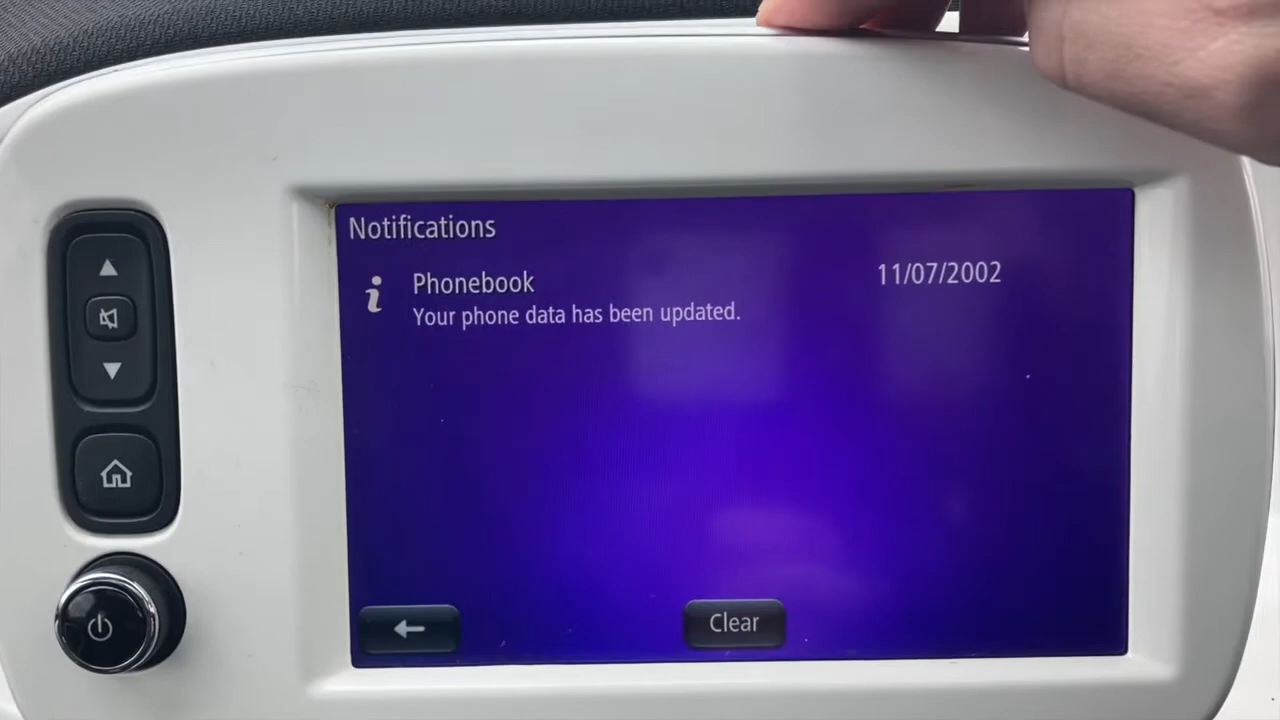 Notifications
Phonebook
11/07/2002
Your phone data has been updated.
Clear